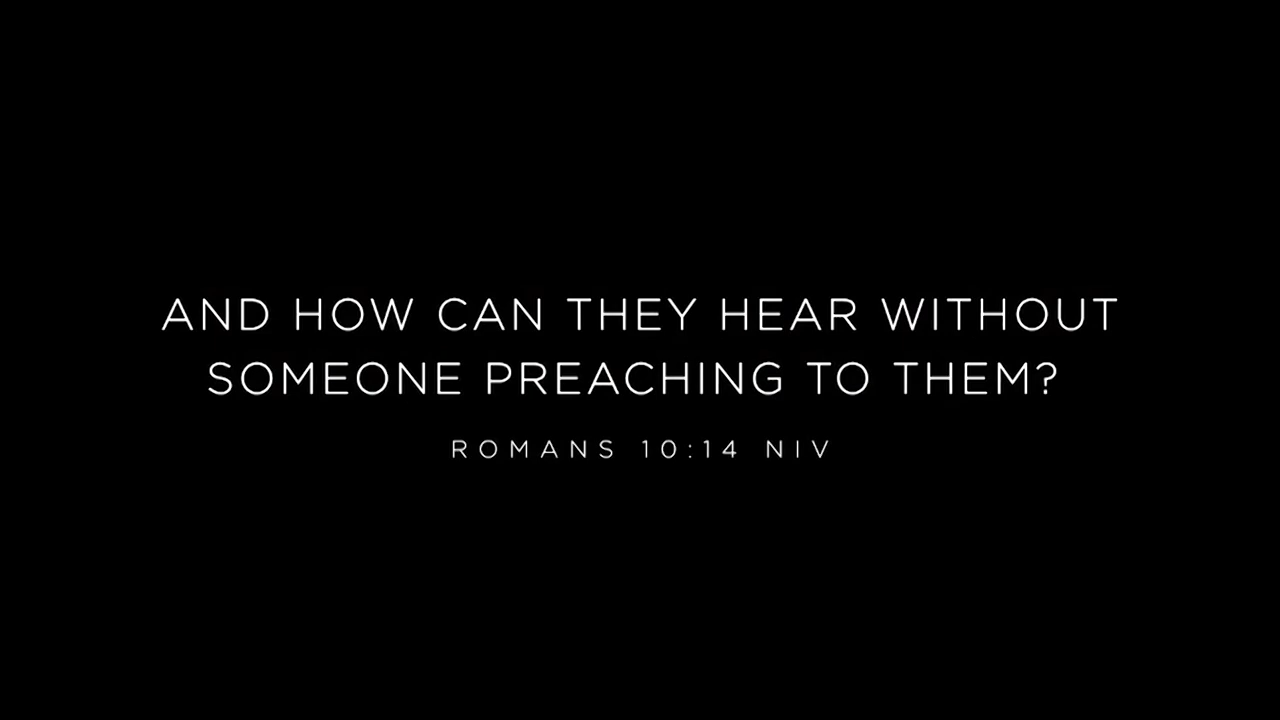 AND HOW CAN THEY HEAR WITHOUT
SOMEONE PREACHING TO THEM?
ROMANS 10:14 NIV